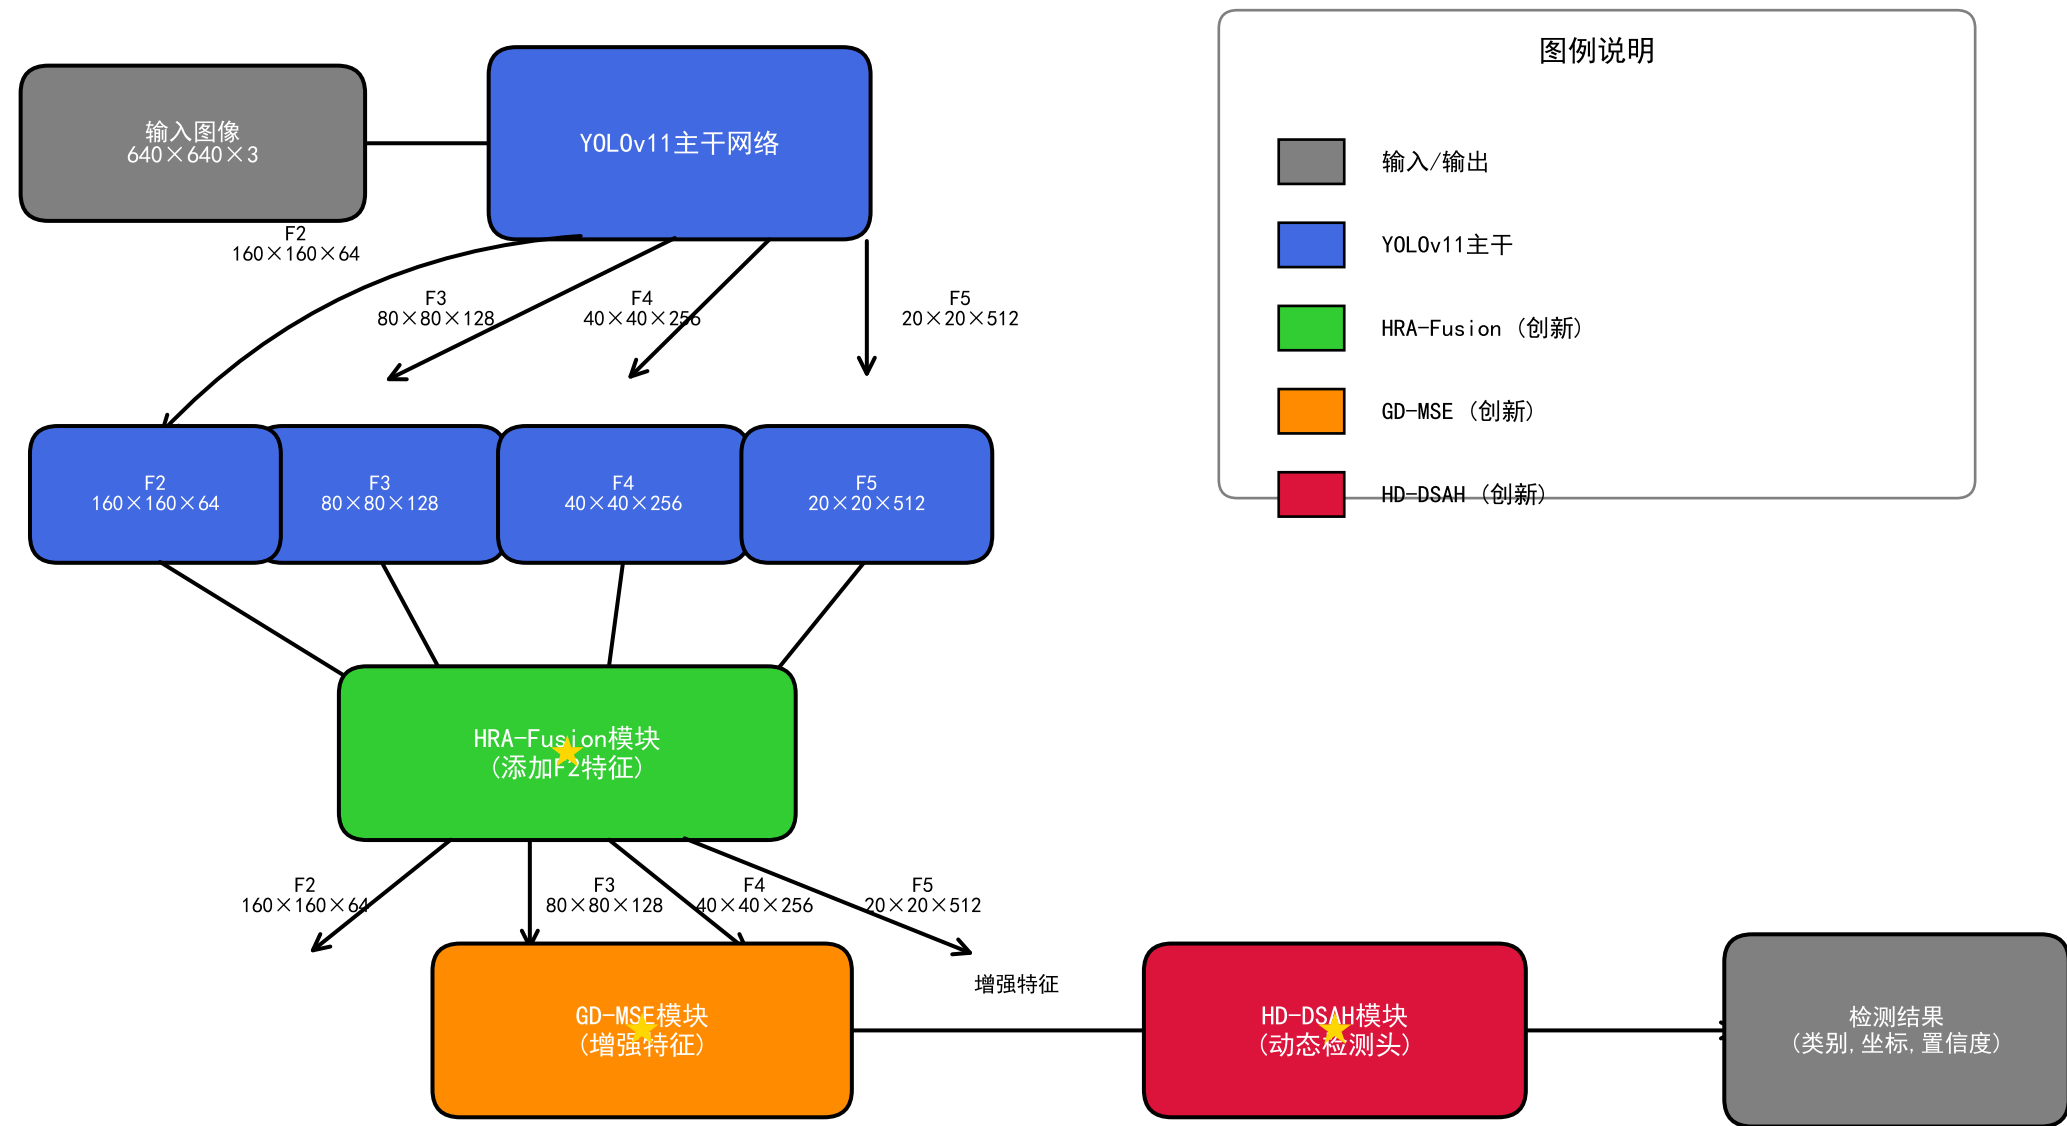 输入图像
640×640×3
YOLOv11主干网络
图例说明
输入/输出
YOLOv11主干
HRA-Fusion (创新)
GD-MSE (创新)
HD-DSAH (创新)
F2
160×160×64
F3
80×80×128
F4
40×40×256
F5
20×20×512
F2
160×160×64
F3
80×80×128
F4
40×40×256
F5
20×20×512
HRA-Fusion模块
(添加F2特征)
F2
160×160×64
F3
80×80×128
F4
40×40×256
F5
20×20×512
增强特征
GD-MSE模块
(增强特征)
HD-DSAH模块
(动态检测头)
检测结果
(类别,坐标,置信度)